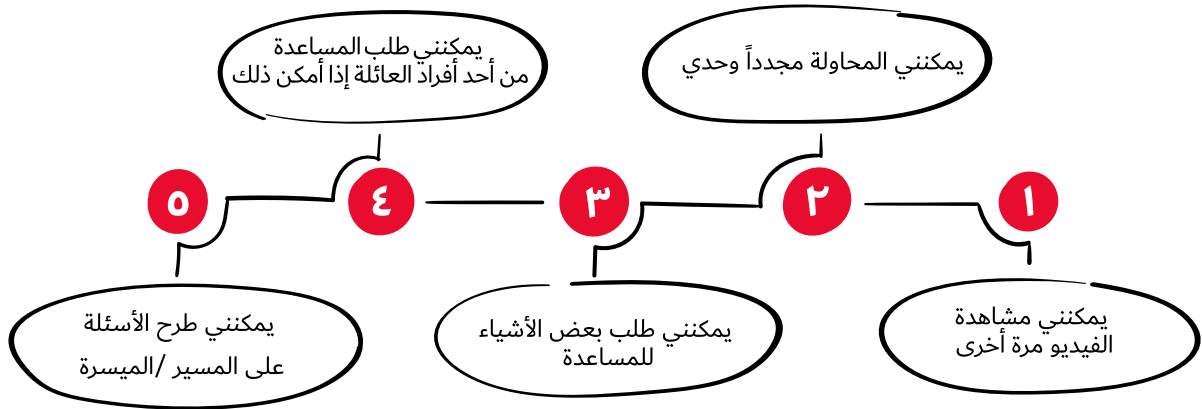 ١
يمكنني مشاهدة
الفيديو مرة أخرى
٢
يمكنني المحاولة مجدداً وحدي
٣
يمكنني طلب بعض الأشياء
للمساعدة
٤
يمكنني طلب المساعدة
من أحد أفراد العائلة إذا أمكن ذلك
٥
يمكنني طرح الأسئلة
على المسير /الميسرة